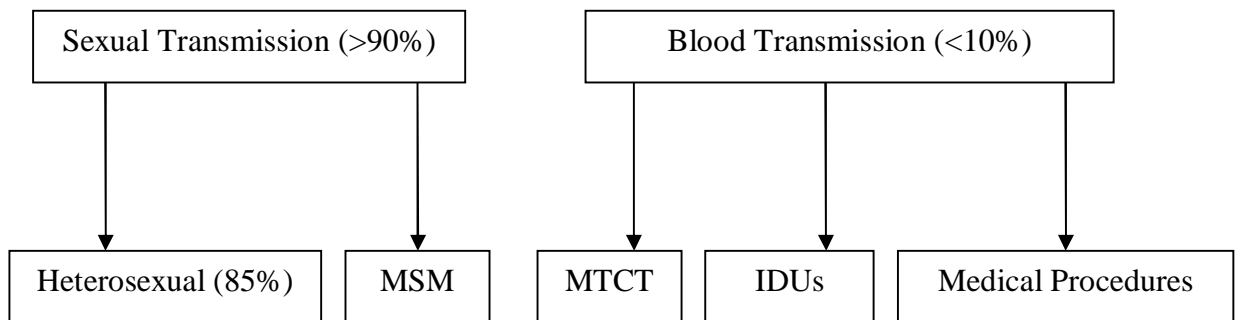 Sexual Transmission (>90%)
Blood Transmission (<10%)
Heterosexual (85%)
MSM
MTCT
IDUs
Medical Procedures